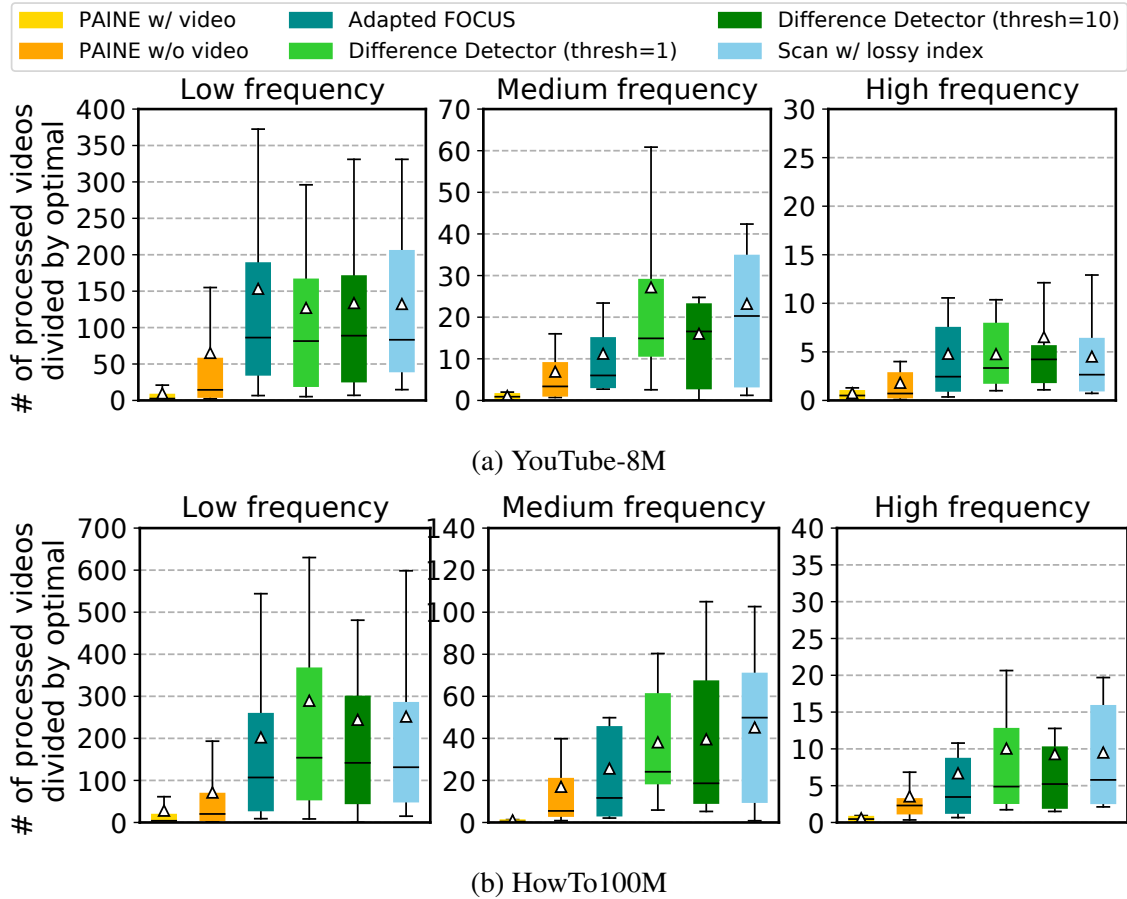 PAINE w/ video
PAINE w/o video
Adapted FOCUS
Difference Detector (thresh=1)
Difference Detector (thresh=10)
Scan w/ lossy index
# of processed videos
divided by optimal
Low frequency
400
350
300
250
200
150
100
50
0
Medium frequency
70
60
50
40
30
20
10
0
High frequency
30
25
20
15
10
5
0
(a) YouTube-8M
# of processed videos
divided by optimal
Low frequency
700
600
500
400
300
200
100
0
Medium frequency
140
120
100
80
60
40
20
0
High frequency
40
35
30
25
20
15
10
5
0
(b) HowTo100M